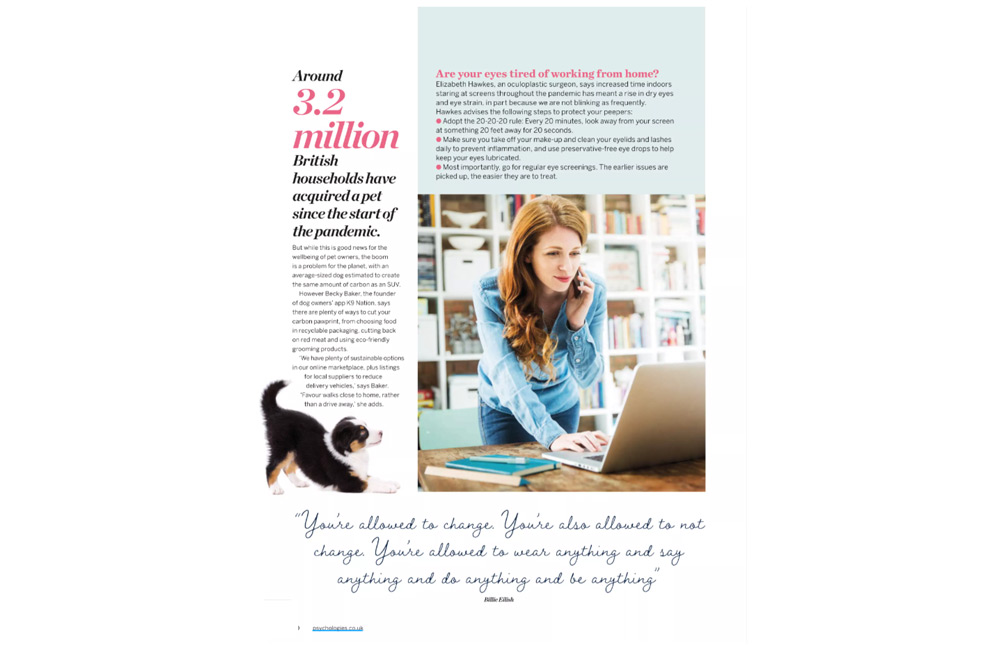 Around
3.2
million
British
households have
acquired a pet
since the start of
the pandemic.
But while this is good news for the
wellbeing of pet owners, the boom
is a problem for the planet, with an
average-sized dog estimated to create
the same amount of carbon as an SUV.
However Becky Baker, the founder
of dog owners' app K9 Nation, says
there are plenty of ways to cut your
carbon pawprint, from choosing food
in recyclable packaging, cutting back
on red meat and using eco-friendly
grooming products.
'We have plenty of sustainable options
in our online marketplace, plus listings
for local suppliers to reduce
delivery vehicles,' says Baker.
'Favour walks close to home, rather
than a drive away,' she adds.
Are your eyes tired of working from home?
Elizabeth Hawkes, an oculoplastic surgeon, says increased time indoors
staring at screens throughout the pandemic has meant a rise in dry eyes
and eye strain, in part because we are not blinking as frequently.
Hawkes advises the following steps to protect your peepers:
● Adopt the 20-20-20 rule: Every 20 minutes, look away from your screen
at something 20 feet away for 20 seconds.
● Make sure you take off your make-up and clean your eyelids and lashes
daily to prevent inflammation, and use preservative-free eye drops to help
keep your eyes lubricated.
● Most importantly, go for regular eye screenings. The earlier issues are
picked up, the easier they are to treat.
"You're allowed to change. You're also allowed to not
change. You're allowed to wear anything and say
anything and do anything and be anything"
Billie Eilish
psychologies.co.uk